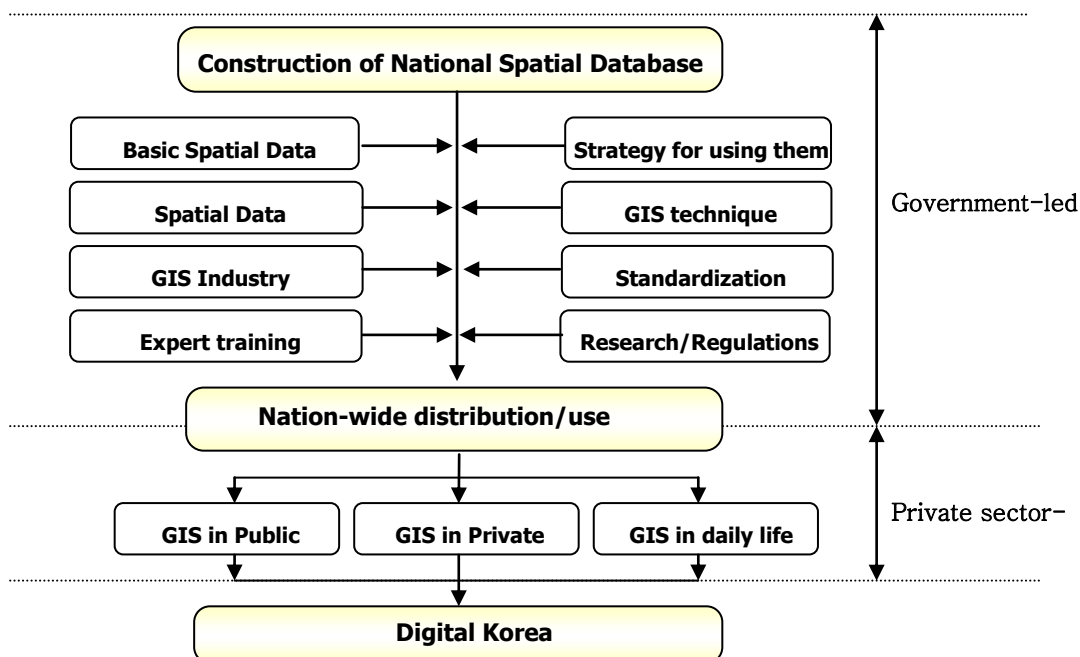 Construction of National Spatial Database
Basic Spatial Data
Strategy for using them
Spatial Data
GIS technique
Government-led
GIS Industry
Standardization
Expert training
Research/Regulations
Nation-wide distribution/use
GIS in Public
GIS in Private
GIS in daily life
Private sector-
Digital Korea